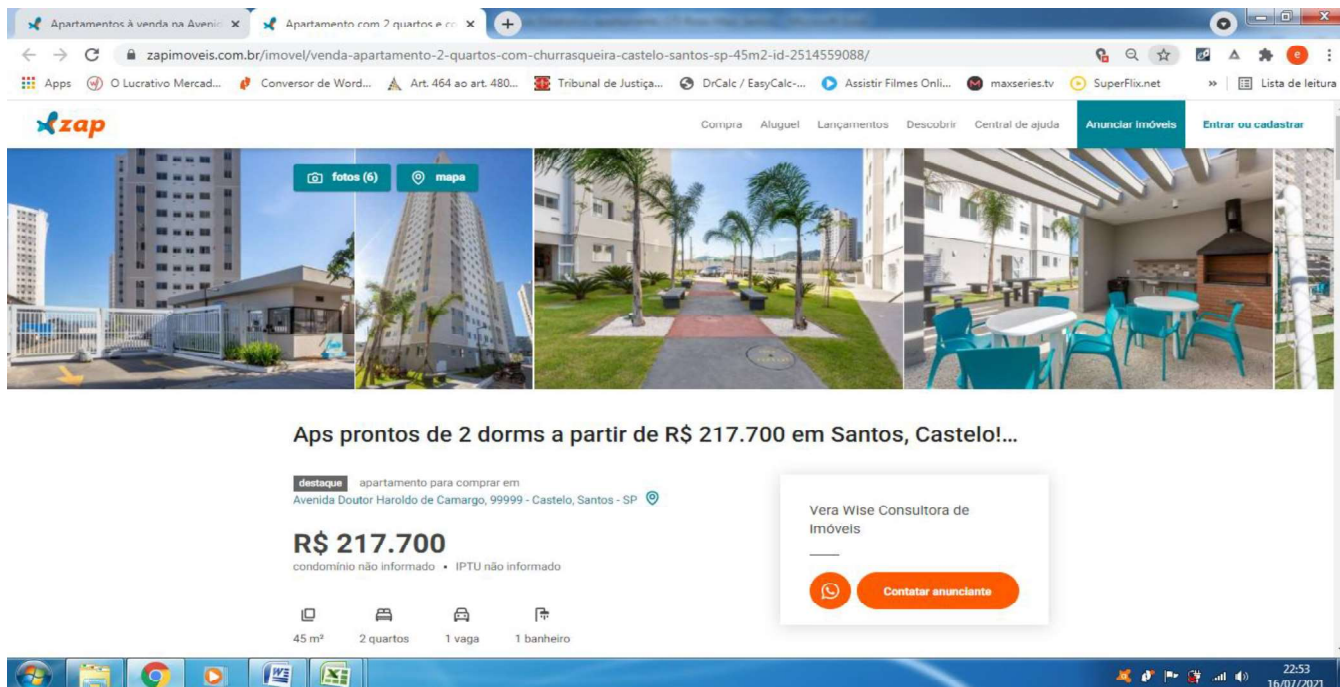 Apartamentos à venda na Avenid
Apartamento com 2 quartos e co
zapimoveis.com.br/imovel/venda-apartamento-2-quartos-com-churrasqueira-castelo-santos-sp-45m2-id-2514559088/
e
Apps
O Lucrativo Mercad...
Conversor de Word...
Art. 464 ao art. 480...
Tribunal de Justiça...
DrCalc / EasyCalc-...
Assistir Filmes Onli...
maxseries.tv
SuperFlix.net
»
Lista de leitura
zap
Compra Aluguel Lançamentos Descobrir Central de ajuda Anunciar imóveis Entrar ou cadastrar
fotos (6) mapa
Aps prontos de 2 dorms a partir de R$ 217.700 em Santos, Castelo!...
destaque apartamento para comprar em
Avenida Doutor Haroldo de Camargo, 99999 - Castelo, Santos - SP
R$ 217.700
condomínio não informado • IPTU não informado
45 m² 2 quartos 1 vaga 1 banheiro
Vera Wise Consultora de
Imóveis
Contatar anunciante
22:53
16/07/2021